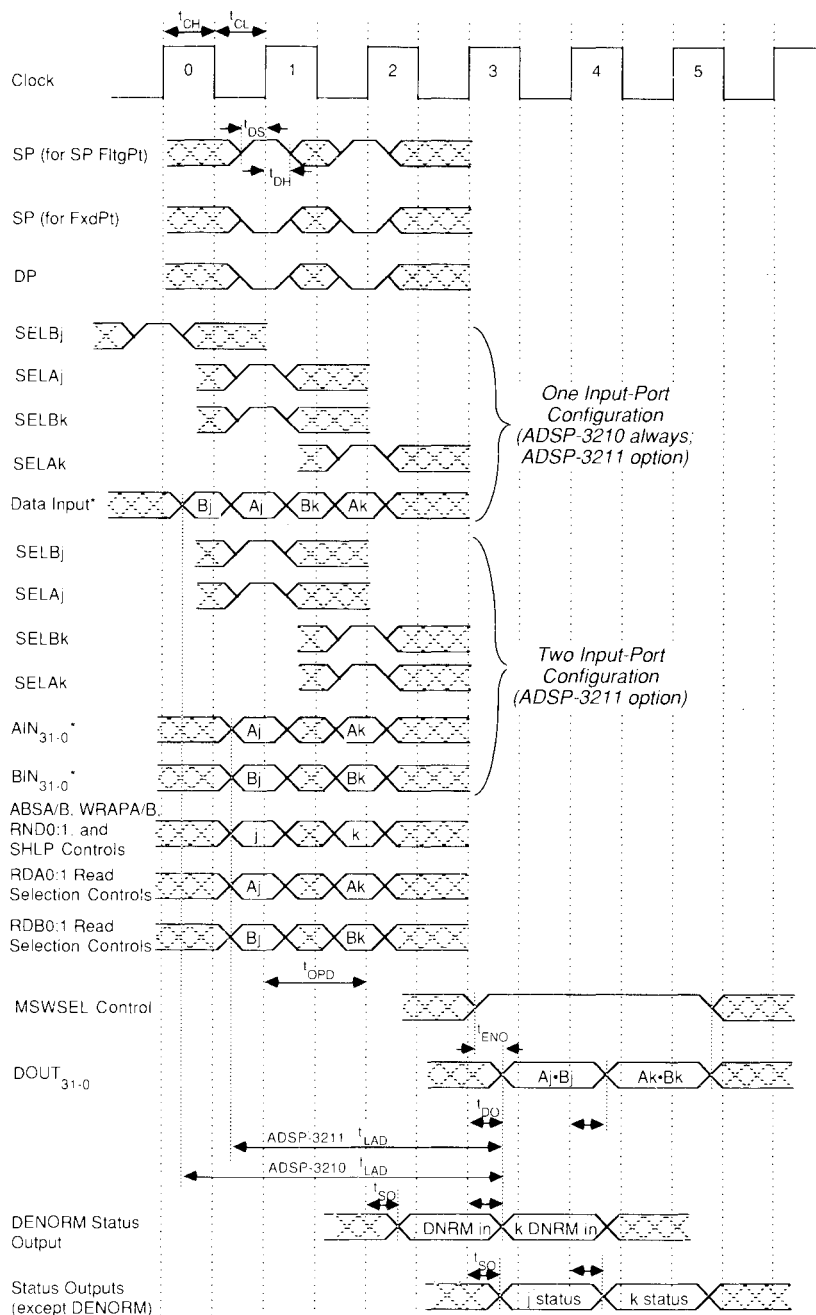 tCH tCL
Clock 0 1 2 3 4 5
tDS
SP (for SP FltgPt)
tDH
SP (for FxdPt)
DP
SELBj
SELAj
SELBk
SELAk
One Input-Port
Configuration
(ADSP-3210 always;
ADSP-3211 option)
Data Input* Bj Aj Bk Ak
SELBj
SELAj
SELBk
SELAk
Two Input-Port
Configuration
(ADSP-3211 option)
AIN31-0* Aj Ak
BIN31-0* Bj Bk
ABSA/B, WRAPA/B,
RND0:1, and
SHLP Controls
j k
RDA0:1 Read
Selection Controls
Aj Ak
RDB0:1 Read
Selection Controls
Bj Bk
tOPD
MSWSEL Control
tENO
DOUT31-0 Aj•Bj Ak•Bk
tDO
ADSP-3211 tLAD
ADSP-3210 tLAD
tSO
DENORM Status
Output
DNRM in k DNRM in
tSO
Status Outputs
(except DENORM)
j status k status